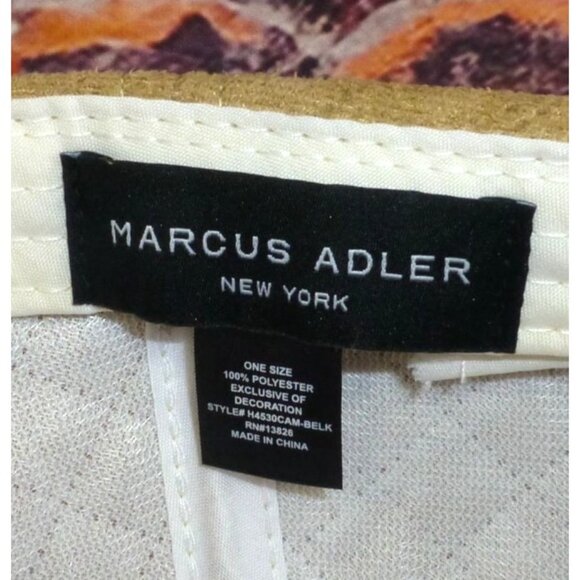 MARCUS ADLER
NEW YORK
ONE SIZE
100% POLYESTER
EXCLUSIVE OF
DECORATION
STYLE# H4530CAM-BELK
RN#13826
MADE IN CHINA